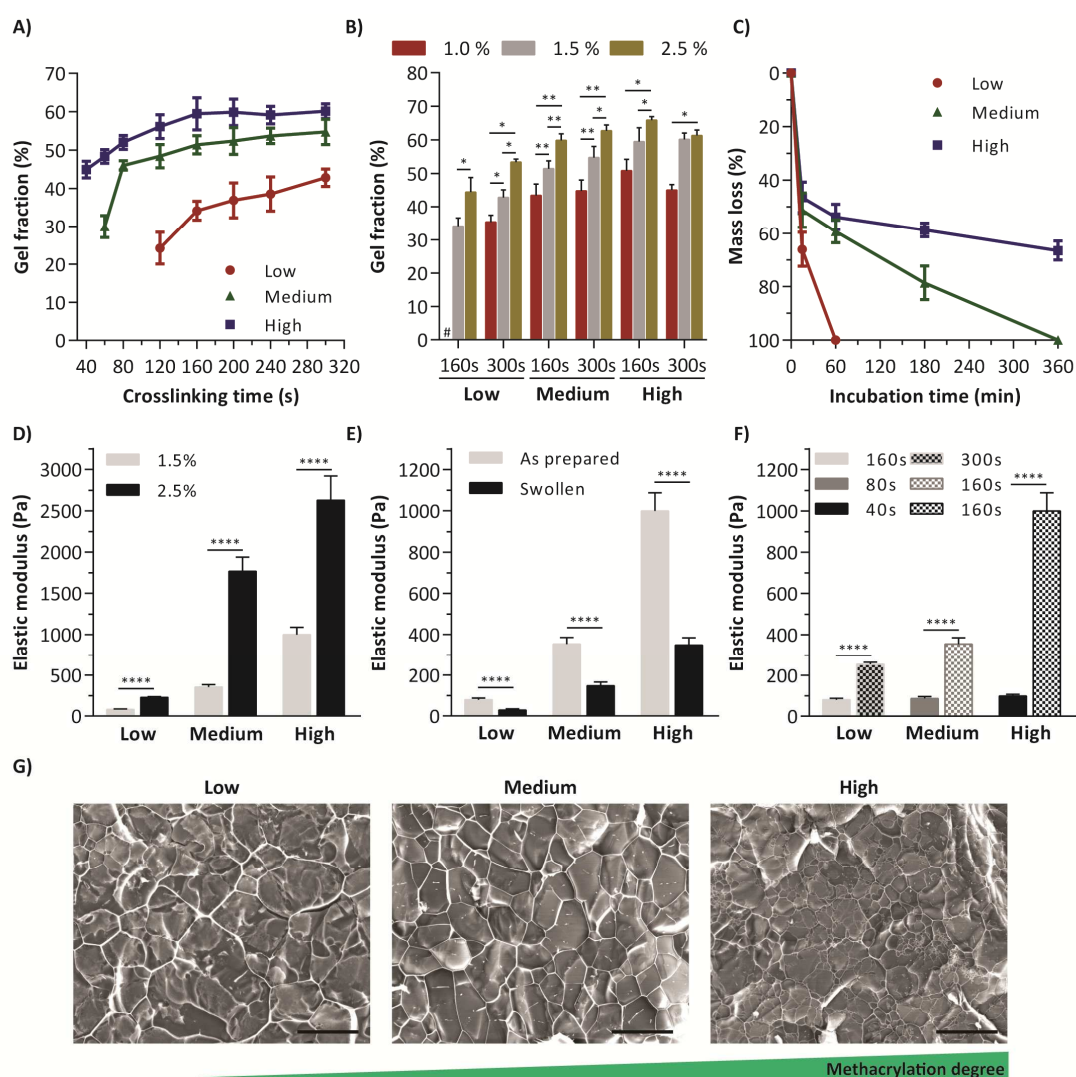 A)
70
60
50
40
30
20
10
0
Gel fraction (%)
40 80 120 160 200 240 280 320
Crosslinking time (s)
Low
Medium
High
B)
1.0 % 1.5 % 2.5 %
80
70
60
50
40
30
20
10
0
Gel fraction (%)
#
* * * * ** ** ** ** * * * *
160s 300s 160s 300s 160s 300s
Low Medium High
C)
0
20
40
60
80
100
Mass loss (%)
0 60 120 180 240 300 360
Incubation time (min)
Low
Medium
High
D)
1.5%
2.5%
3000
2500
2000
1500
1000
500
0
Elastic modulus (Pa)
**** **** ****
Low Medium High
E)
As prepared
Swollen
1200
1000
800
600
400
200
0
Elastic modulus (Pa)
**** **** ****
Low Medium High
F)
160s 300s
80s 160s
40s 160s
1200
1000
800
600
400
200
0
Elastic modulus (Pa)
**** **** ****
Low Medium High
G)
Low Medium High
Methacrylation degree